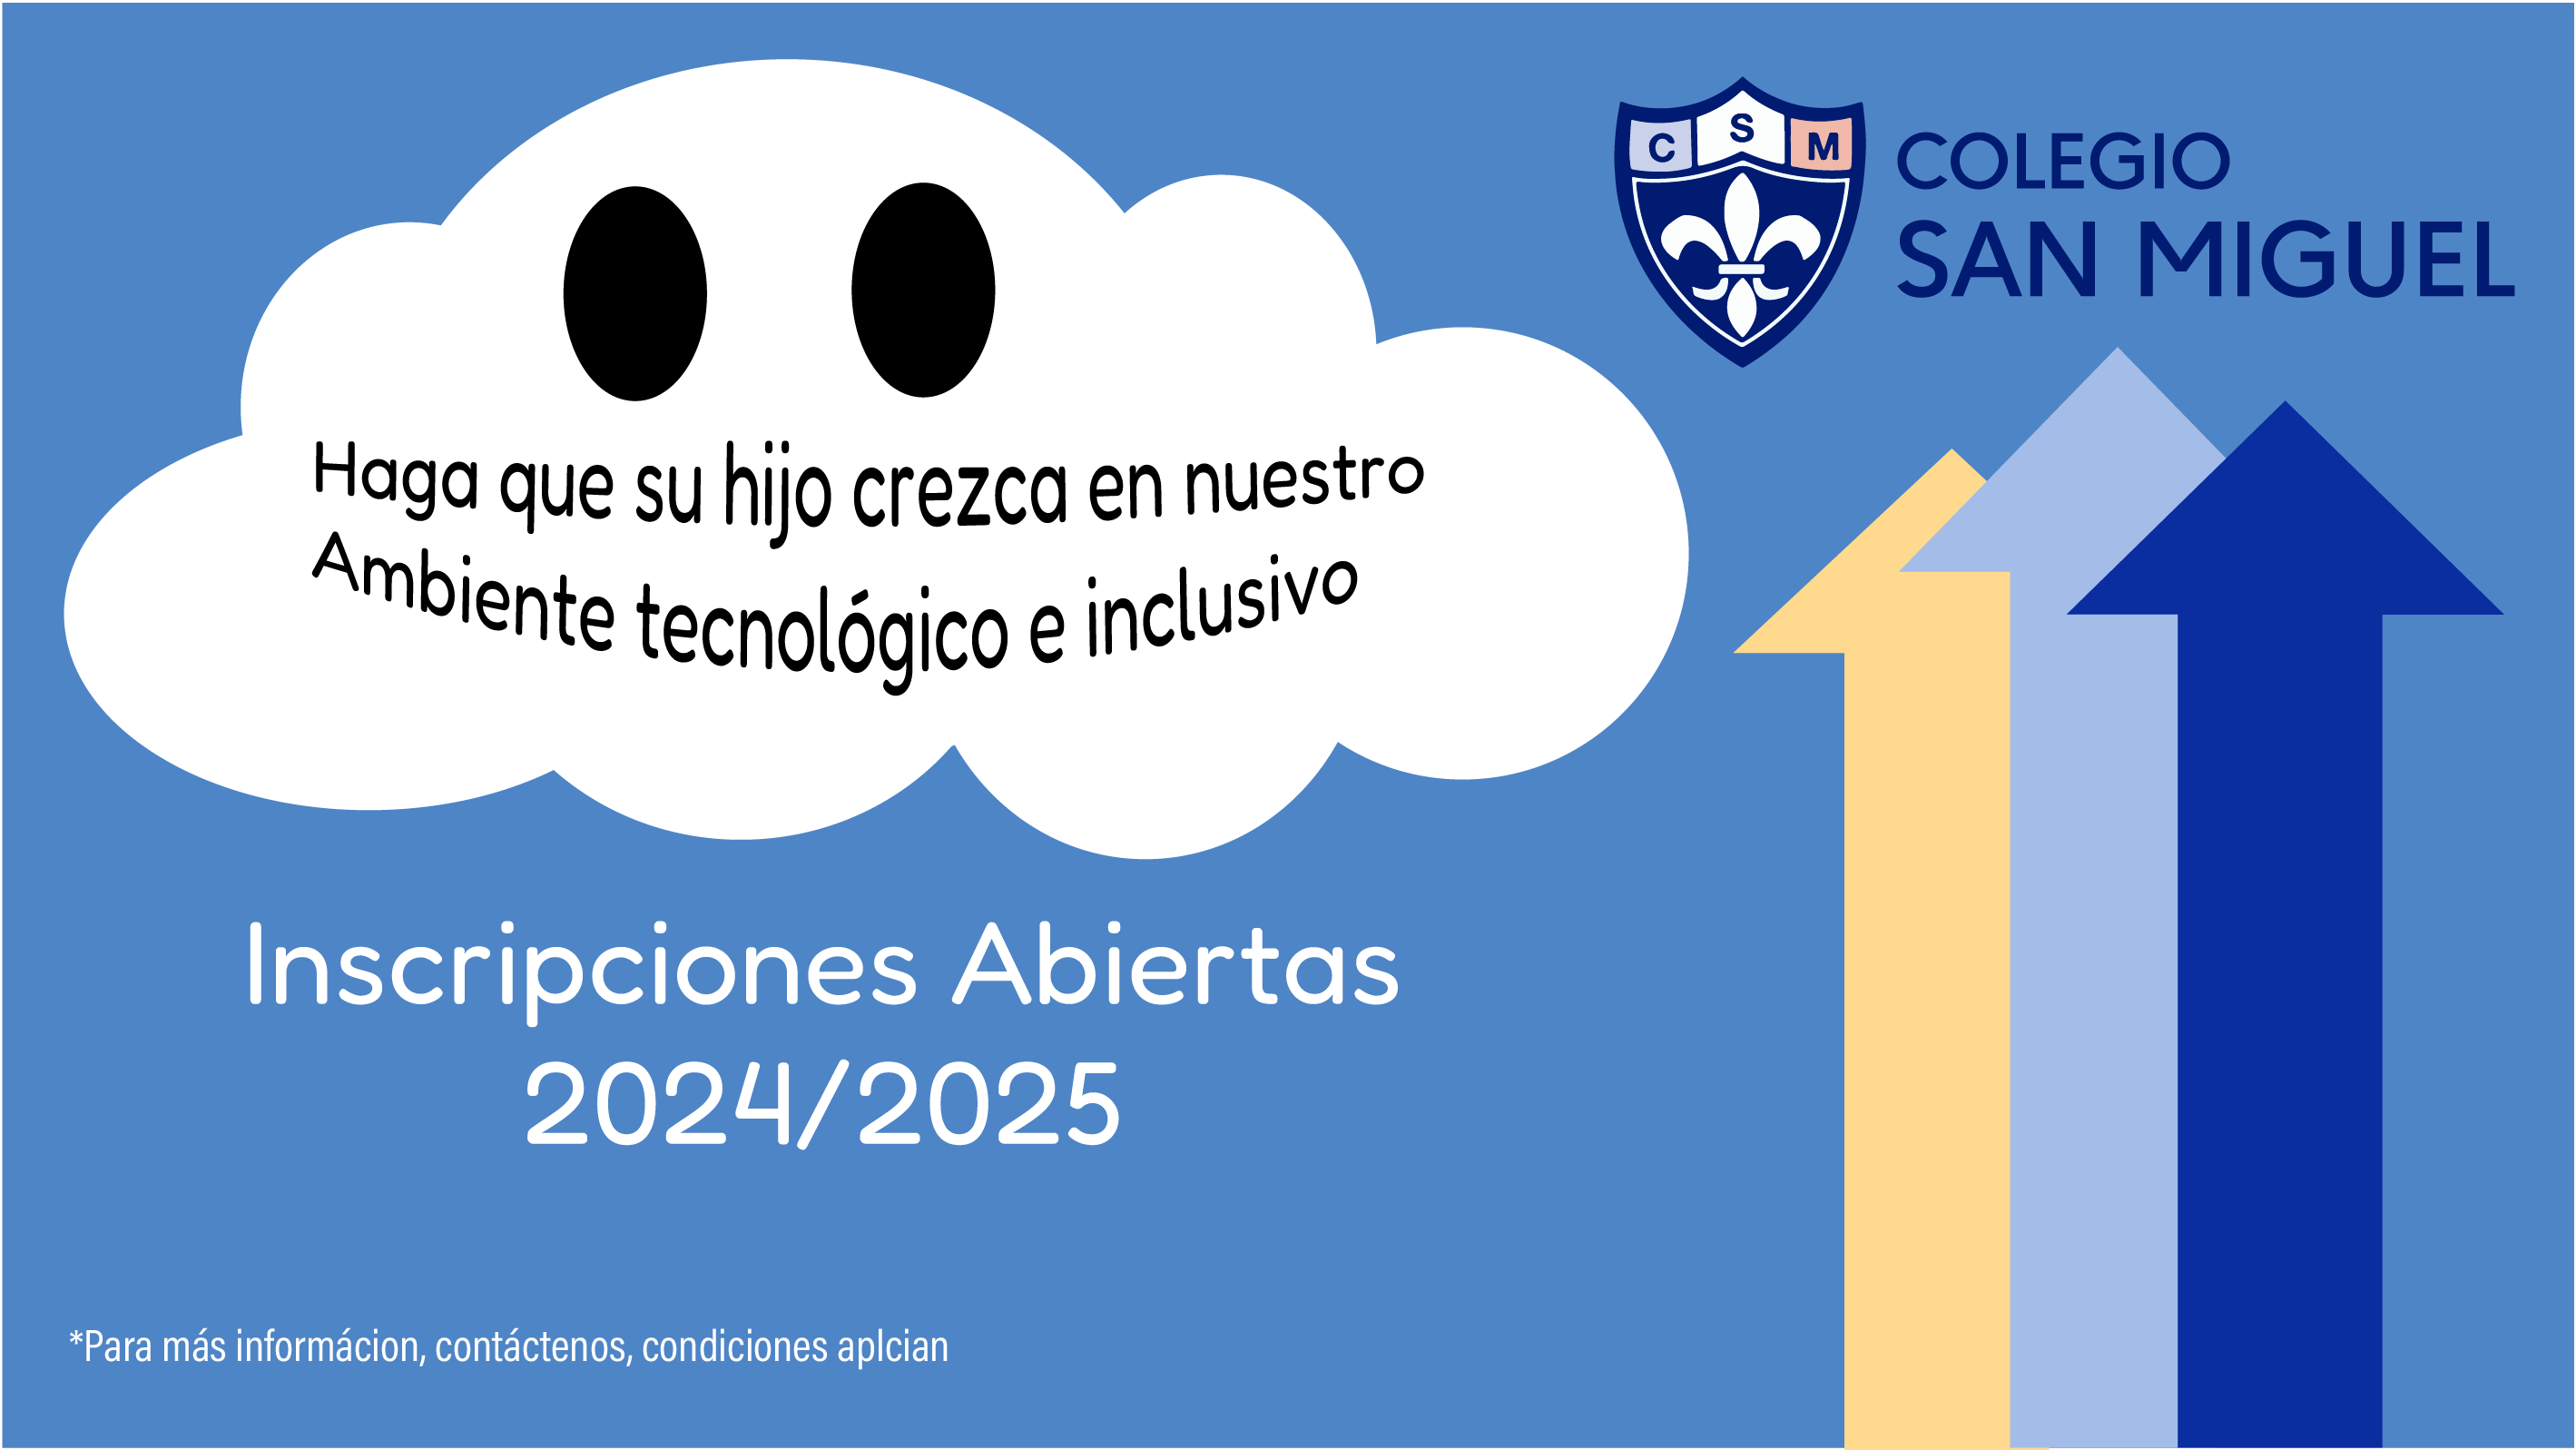 C S M
COLEGIO
SAN MIGUEL
Haga que su hijo crezca en nuestro
Ambiente tecnológico e inclusivo
Inscripciones Abiertas
2024/2025
*Para más informácion, contáctenos, condiciones aplcian